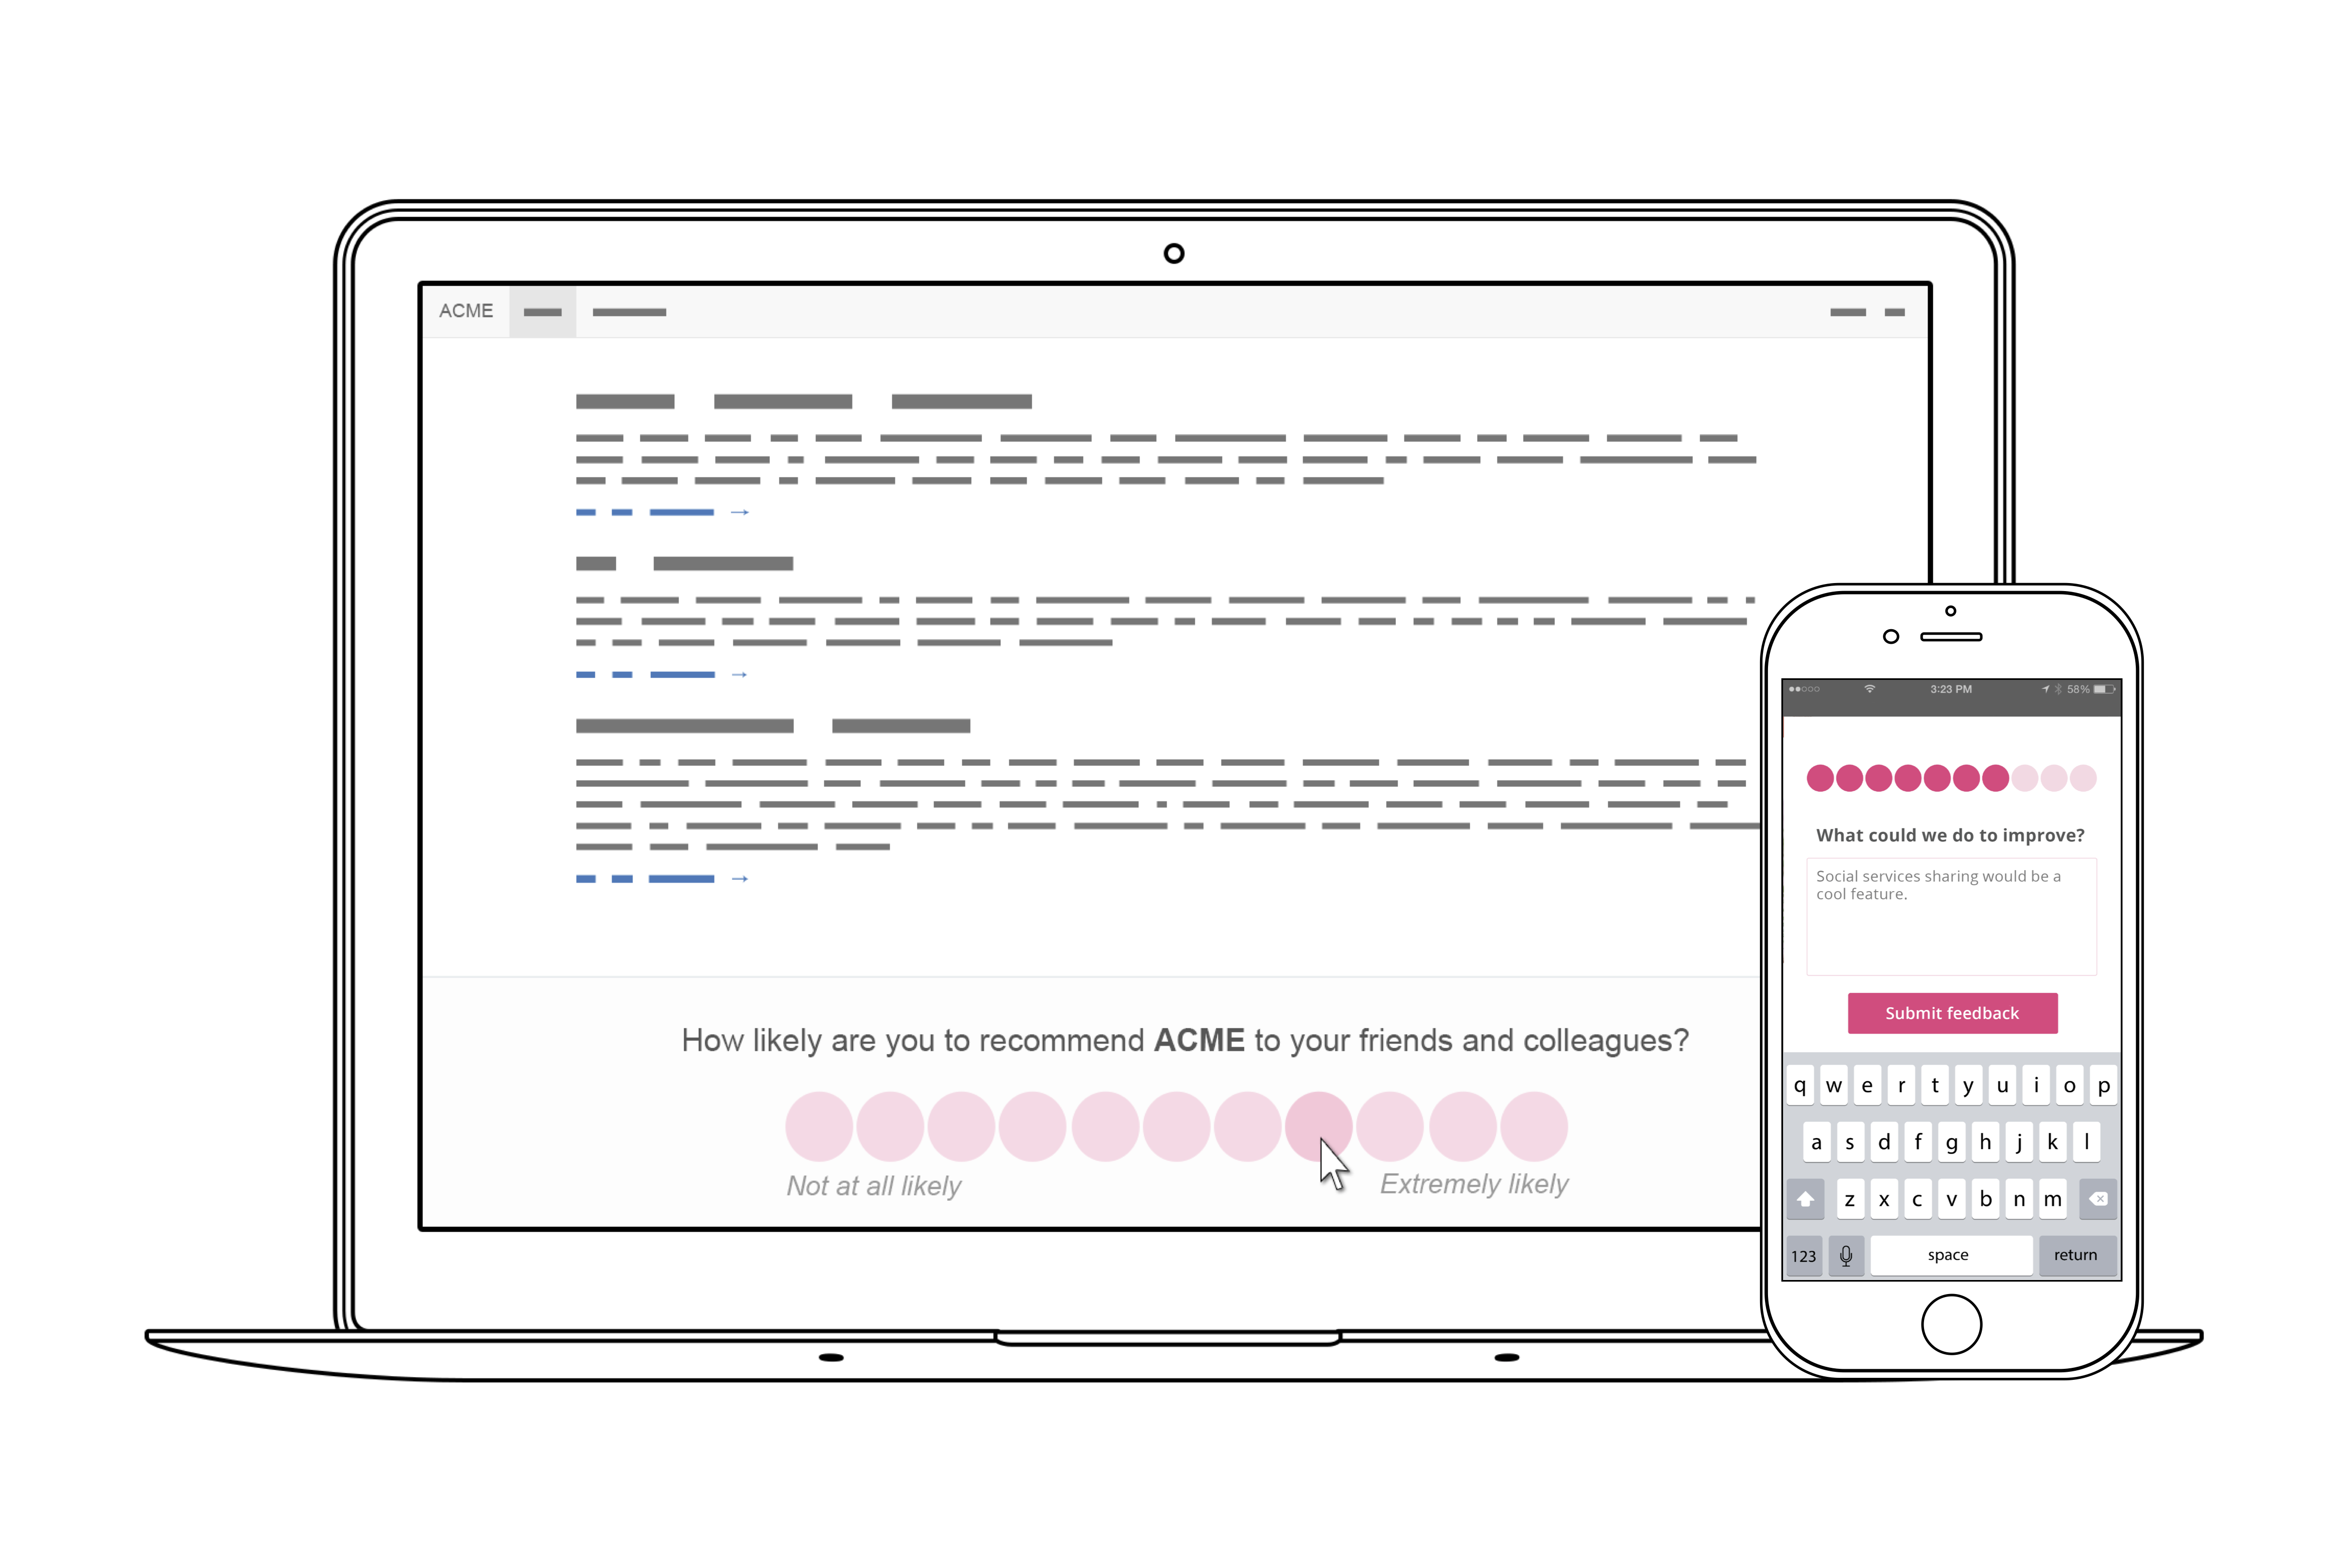 ACME
How likely are you to recommend ACME to your friends and colleagues?
Not at all likely
Extremely likely
3:23 PM
58%
What could we do to improve?
Social services sharing would be a
cool feature.
Submit feedback
q w e r t y u i o p
a s d f g h j k l
z x c v b n m
123 space return